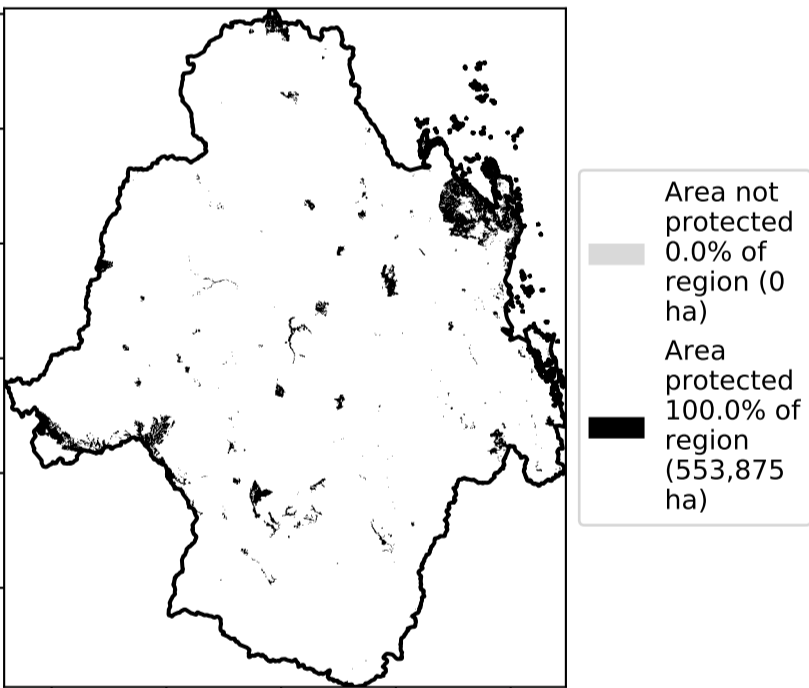 Area not
protected
0.0% of
region (0
ha)
Area
protected
100.0% of
region
(553,875
ha)